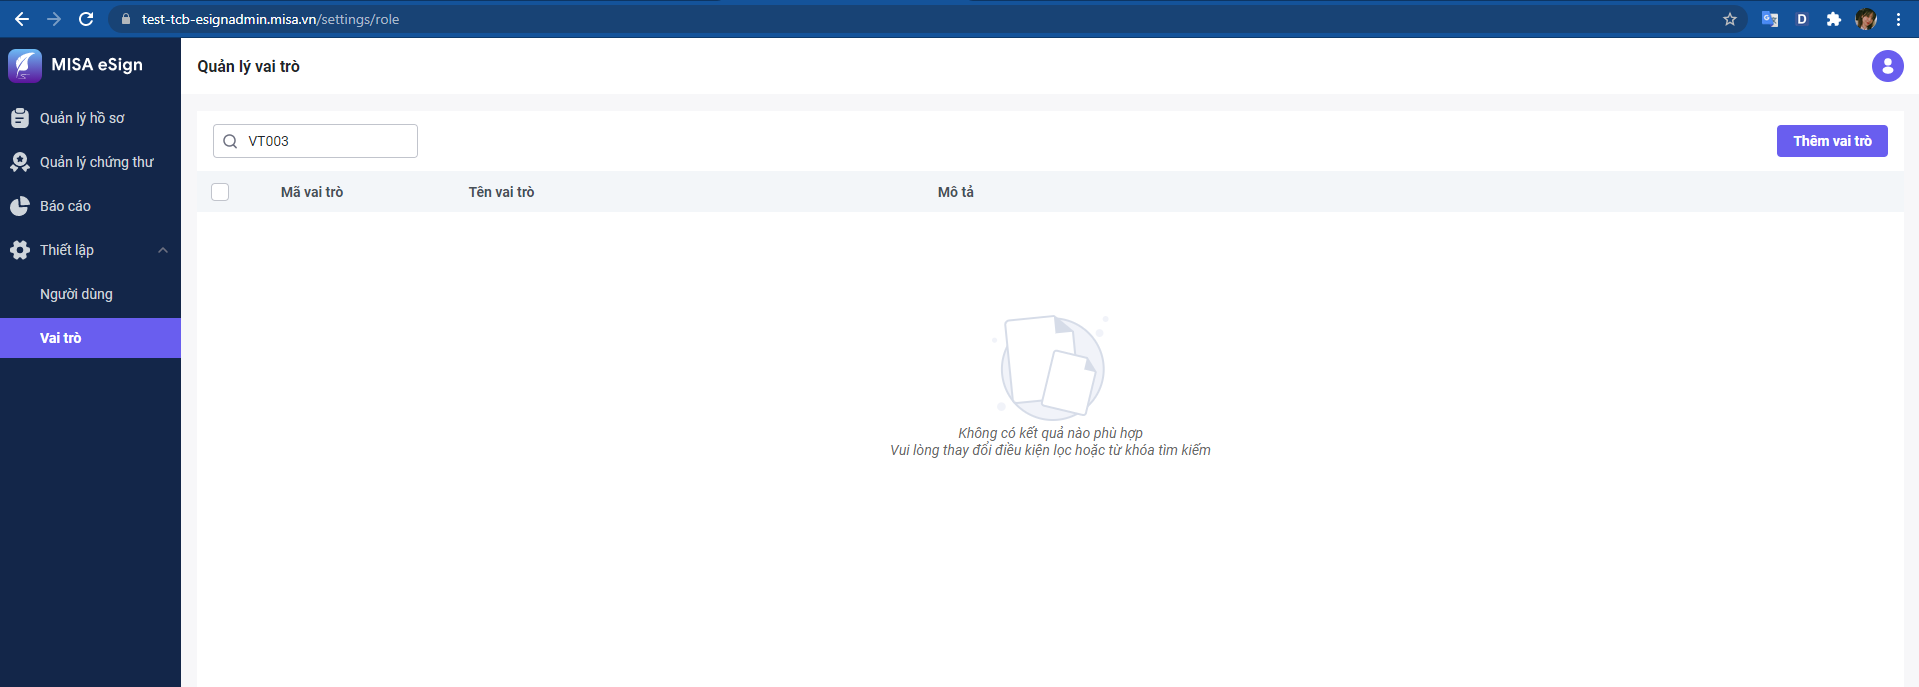 test-tcb-esignadmin.misa.vn/settings/role
D
MISA eSign
Quản lý vai trò
Quản lý hồ sơ
Quản lý chứng thư
Báo cáo
Thiết lập
Người dùng
Vai trò
VT003
Thêm vai trò
Mã vai trò
Tên vai trò
Mô tả
Không có kết quả nào phù hợp
Vui lòng thay đổi điều kiện lọc hoặc từ khóa tìm kiếm